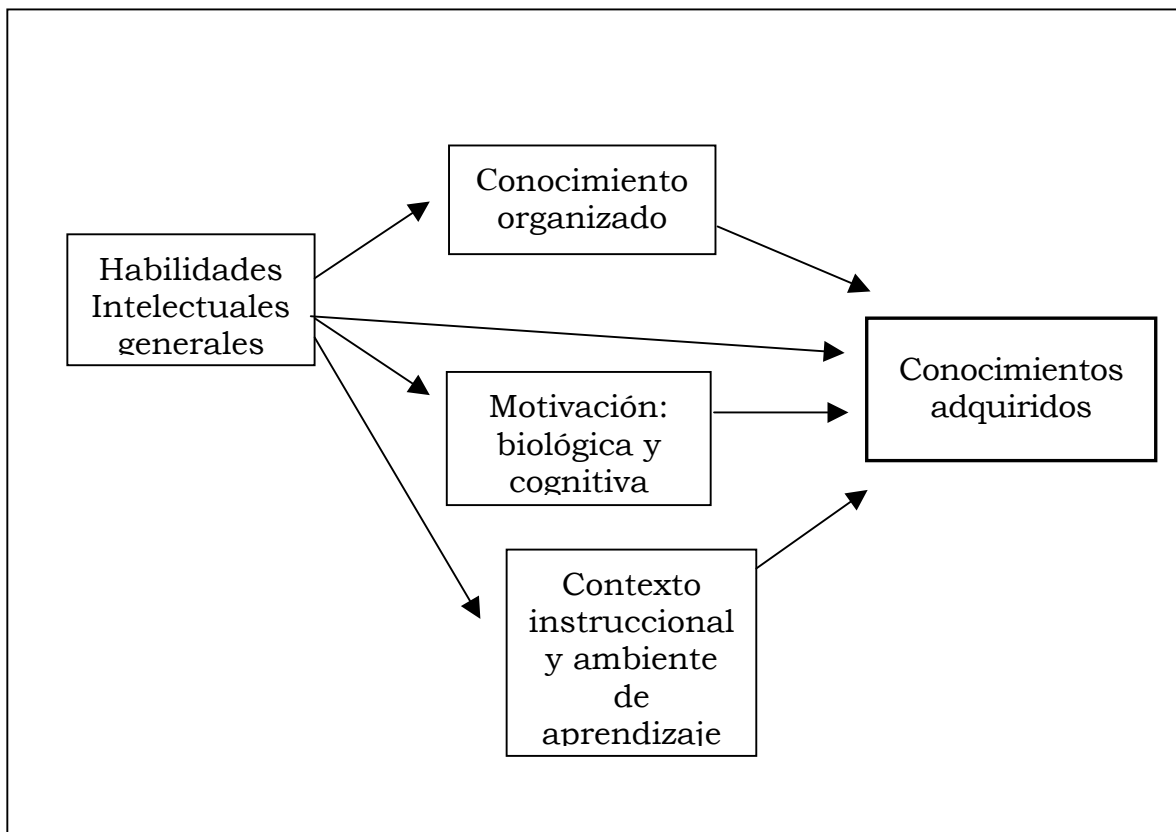 Conocimiento
organizado
Habilidades
Intelectuales
generales
Conocimientos
adquiridos
Motivación:
biológica y
cognitiva
Contexto
instruccional
y ambiente
de
aprendizaje